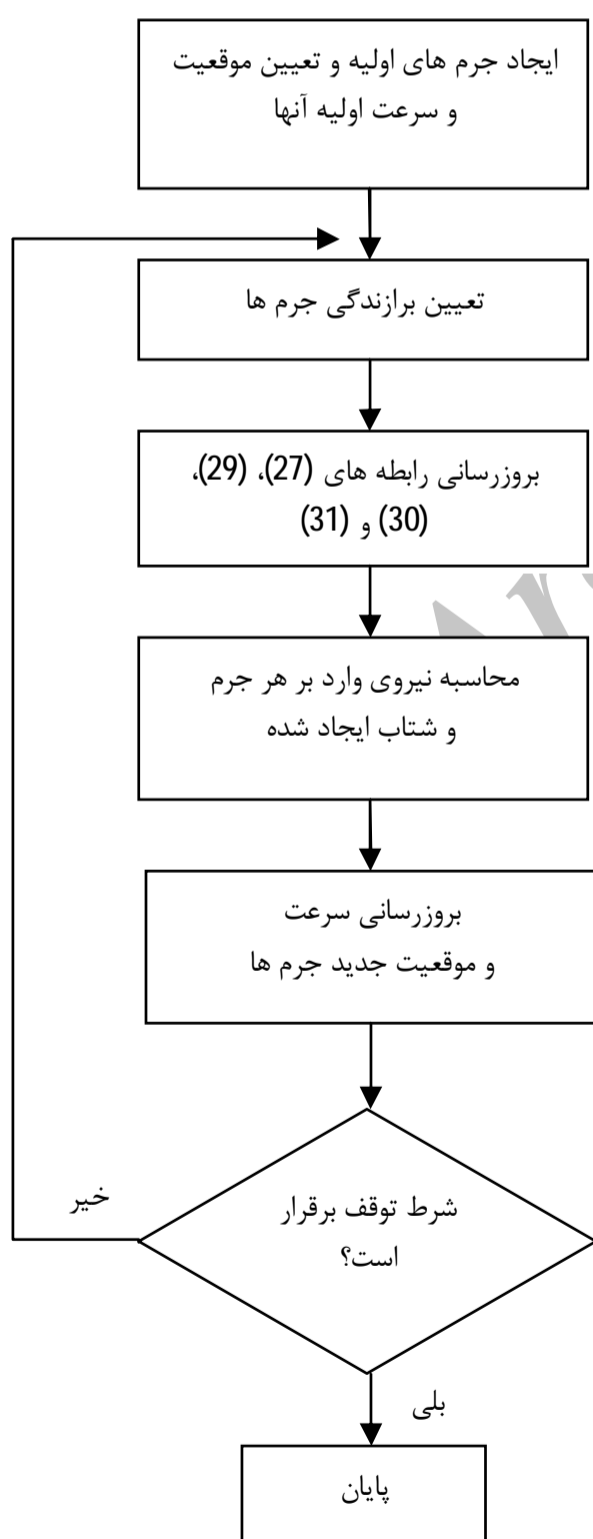 ایجاد جرم های اولیه و تعیین موقعیت
و سرعت اولیه آنها
تعیین برازندگی جرم ها
بروزرسانی رابطه های (27)، (29)،
(30) و (31)
محاسبه نیروی وارد بر هر جرم
و شتاب ایجاد شده
بروزرسانی سرعت
و موقعیت جدید جرم ها
شرط توقف برقرار
است؟
خیر
بلی
پایان